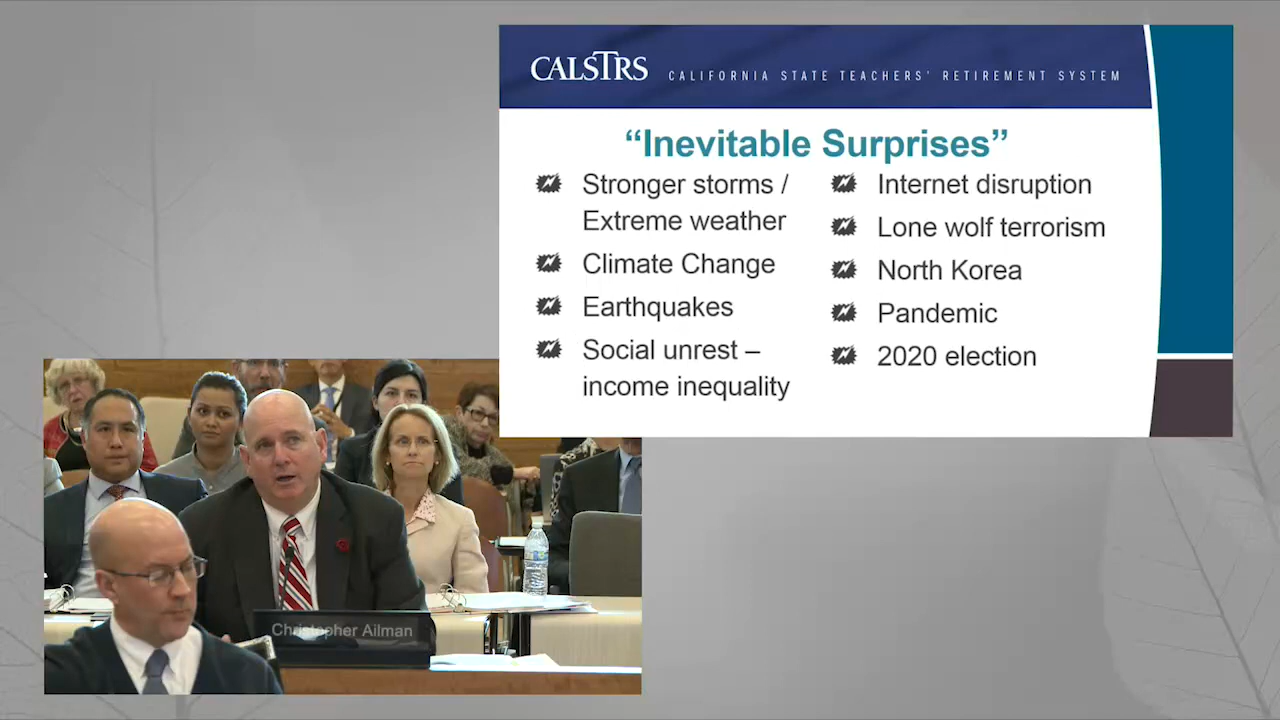 CALSTRS CALIFORNIA STATE TEACHERS' RETIREMENT SYSTEM
“Inevitable Surprises”
Stronger storms /
Extreme weather
Climate Change
Earthquakes
Social unrest –
income inequality
Internet disruption
Lone wolf terrorism
North Korea
Pandemic
2020 election
Christopher Ailman